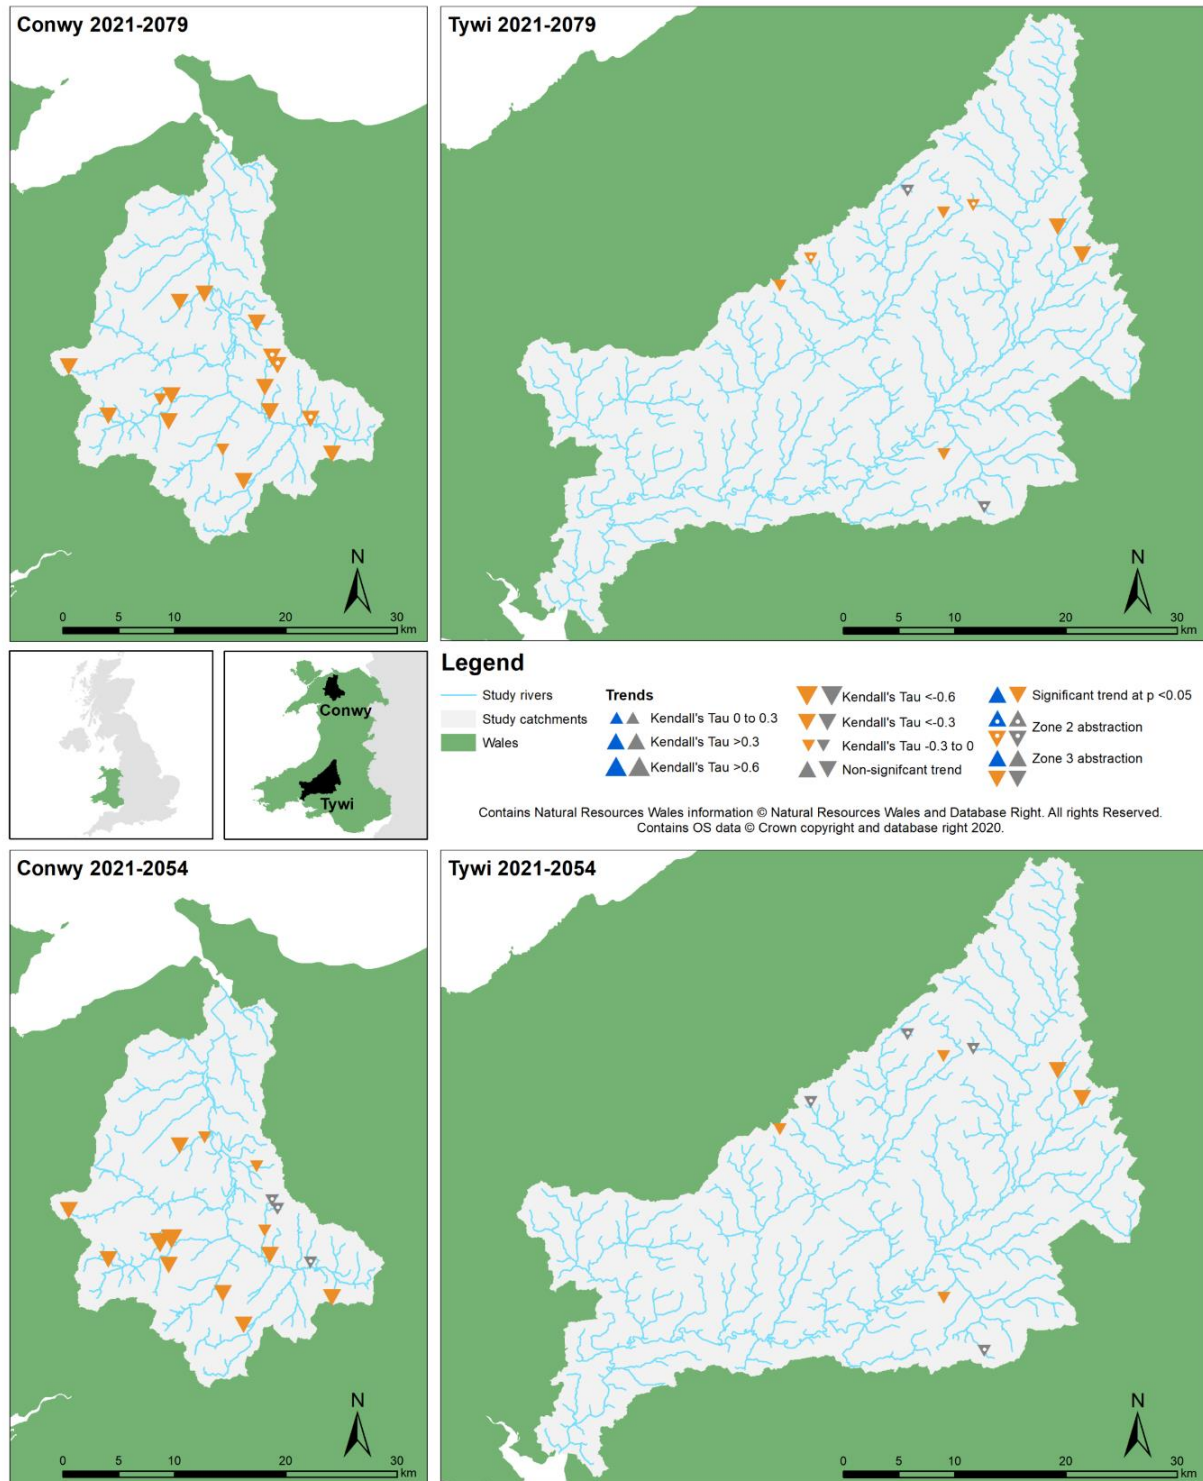 Conwy 2021-2079
N
0 5 10 20 30
km
Tywi 2021-2079
N
0 5 10 20 30
km
Conwy
Tywi
Legend
Study rivers
Study catchments
Wales
Trends
Kendall's Tau 0 to 0.3
Kendall's Tau >0.3
Kendall's Tau >0.6
Kendall's Tau <-0.6
Kendall's Tau <-0.3
Kendall's Tau -0.3 to 0
Non-signifcant trend
Significant trend at p <0.05
Zone 2 abstraction
Zone 3 abstraction
Contains Natural Resources Wales information © Natural Resources Wales and Database Right. All rights Reserved.
Contains OS data © Crown copyright and database right 2020.
Conwy 2021-2054
N
0 5 10 20 30
km
Tywi 2021-2054
N
0 5 10 20 30
km